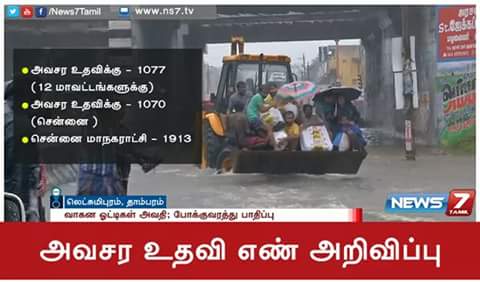 /News7Tamil
www.ns7.tv
அவசர உதவிக்கு - 1077
(12 மாவட்டங்களுக்கு)
அவசர உதவிக்கு - 1070
(சென்னை )
சென்னை மாநகராட்சி - 1913
லெட்சுமிபுரம், தாம்பரம்
வாகன ஓட்டிகள் அவதி; போக்குவரத்து பாதிப்பு
NEWS 7
TAMIL
அவசர உதவி எண் அறிவிப்பு